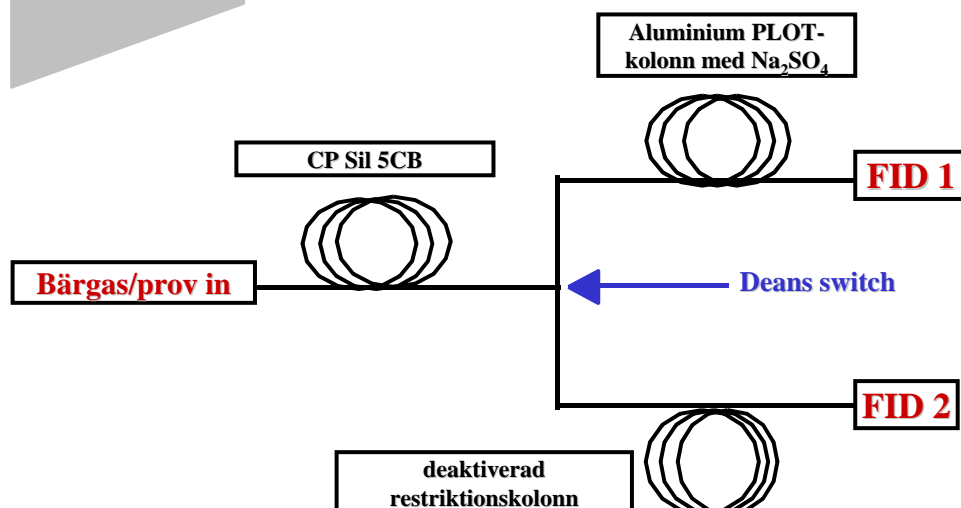 Aluminium PLOT-
kolonn med Na₂SO₄
CP Sil 5CB
FID 1
Bärgas/prov in
Deans switch
FID 2
deaktiverad
restriktionskolonn